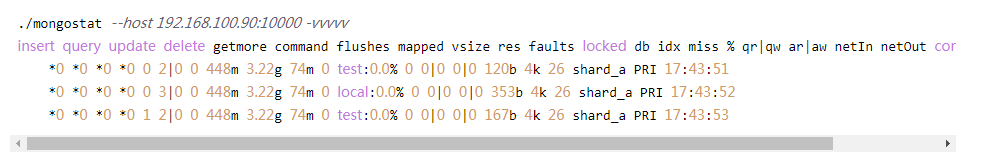 ./mongostat --host 192.168.100.90:10000 -vvvvv
insert query update delete getmore command flushes mapped vsize res faults locked db idx miss % qr|qw ar|aw netIn netOut cor
*0 *0 *0 *0 0 2|0 0 448m 3.22g 74m 0 test:0.0% 0 0|0 0|0 120b 4k 26 shard_a PRI 17:43:51
*0 *0 *0 *0 0 3|0 0 448m 3.22g 74m 0 local:0.0% 0 0|0 0|0 353b 4k 26 shard_a PRI 17:43:52
*0 *0 *0 *0 1 2|0 0 448m 3.22g 74m 0 test:0.0% 0 0|0 0|0 167b 4k 26 shard_a PRI 17:43:53